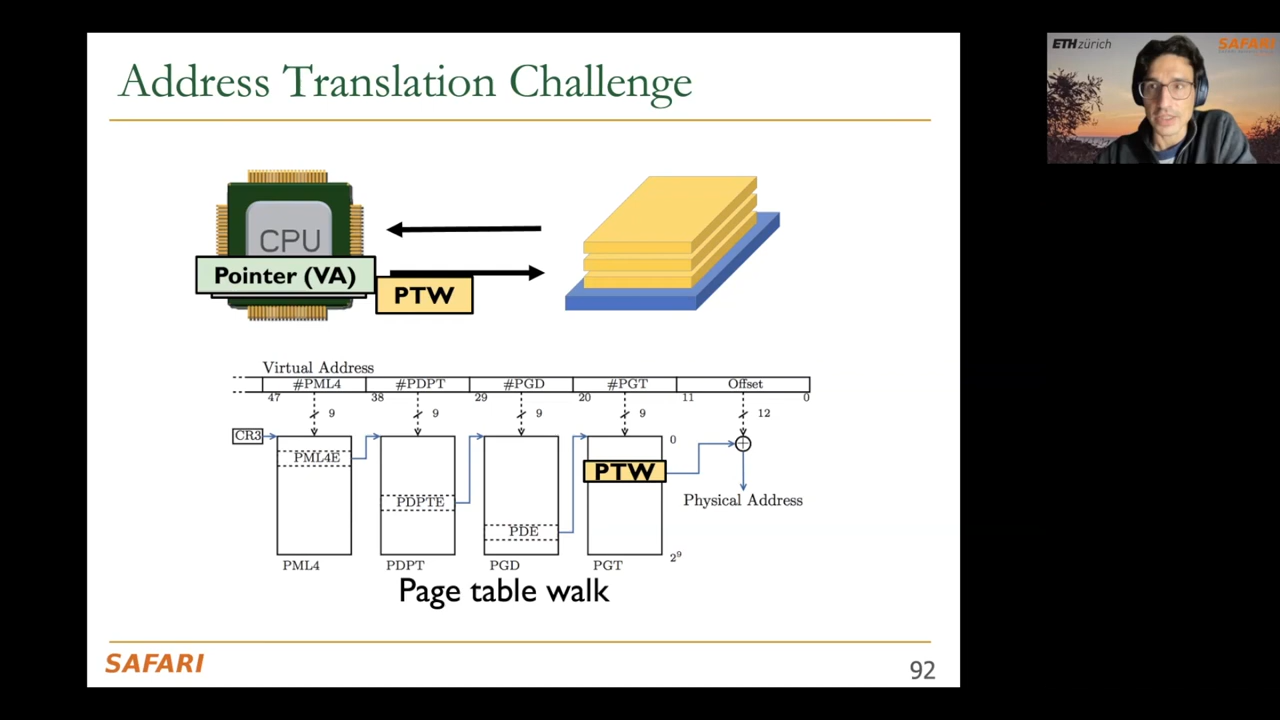 Address Translation Challenge
ETH zürich
SAFARI
CPU
Pointer (VA)
PTW
Virtual Address
#PML4 #PDPT #PGD #PGT Offset
47 38 29 20 11 0
9 9 9 9 12
CR3
0
PML4E
PTW
PDPTE
Physical Address
PDE
2⁹
PML4 PDPT PGD PGT
Page table walk
SAFARI
92